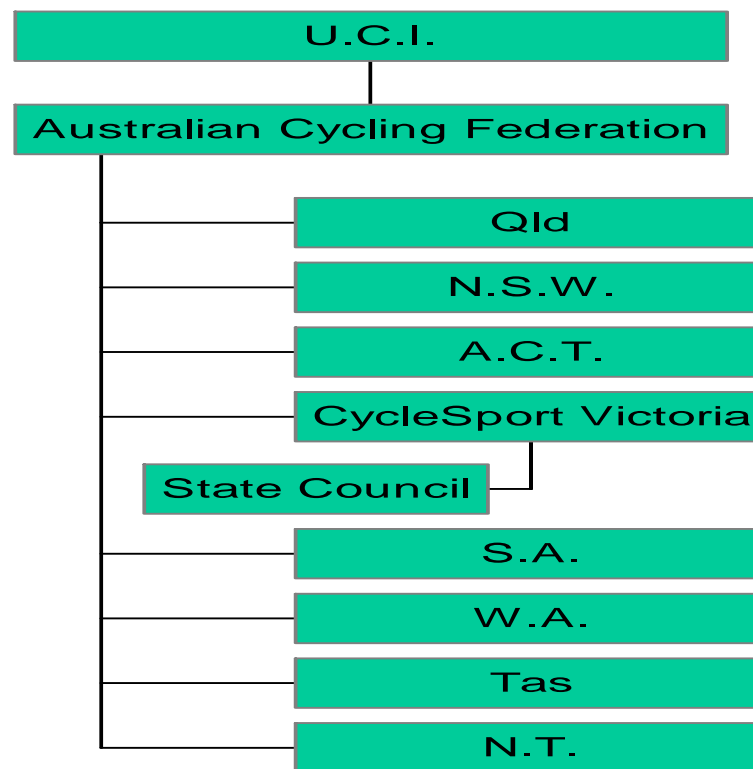 U.C.I.
Australian Cycling Federation
Qld
N.S.W.
A.C.T.
CycleSport Victoria
State Council
S.A.
W.A.
Tas
N.T.